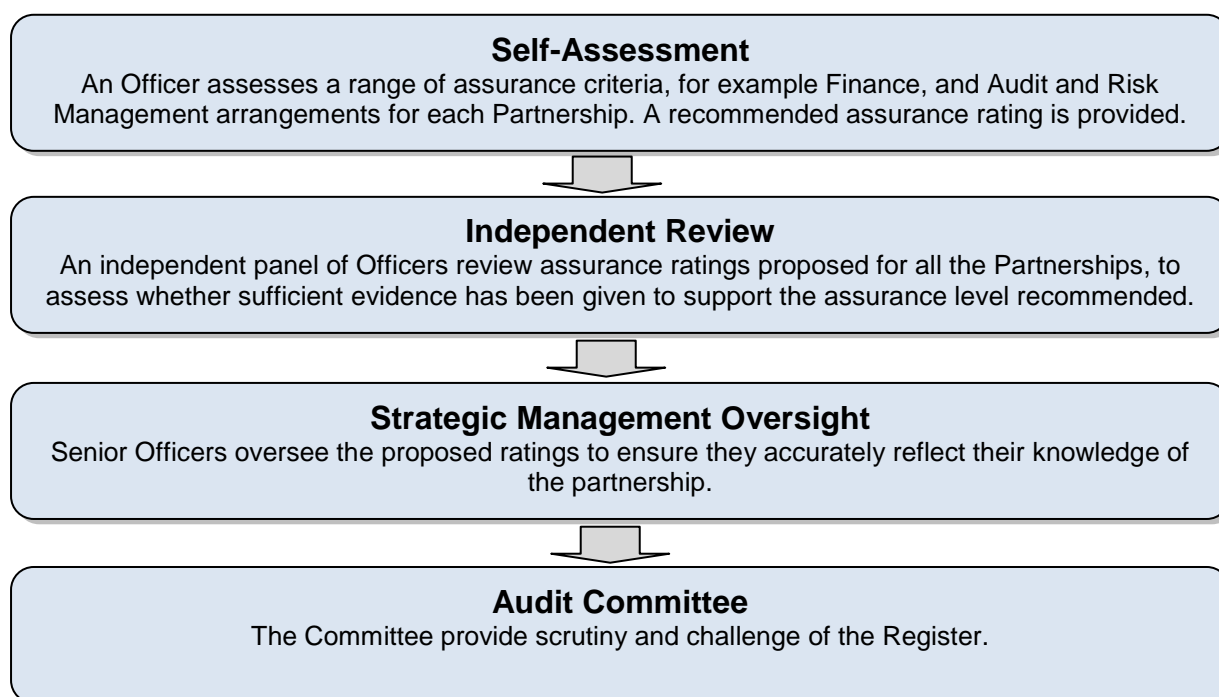 Self-Assessment
An Officer assesses a range of assurance criteria, for example Finance, and Audit and Risk
Management arrangements for each Partnership. A recommended assurance rating is provided.
Independent Review
An independent panel of Officers review assurance ratings proposed for all the Partnerships, to
assess whether sufficient evidence has been given to support the assurance level recommended.
Strategic Management Oversight
Senior Officers oversee the proposed ratings to ensure they accurately reflect their knowledge of
the partnership.
Audit Committee
The Committee provide scrutiny and challenge of the Register.